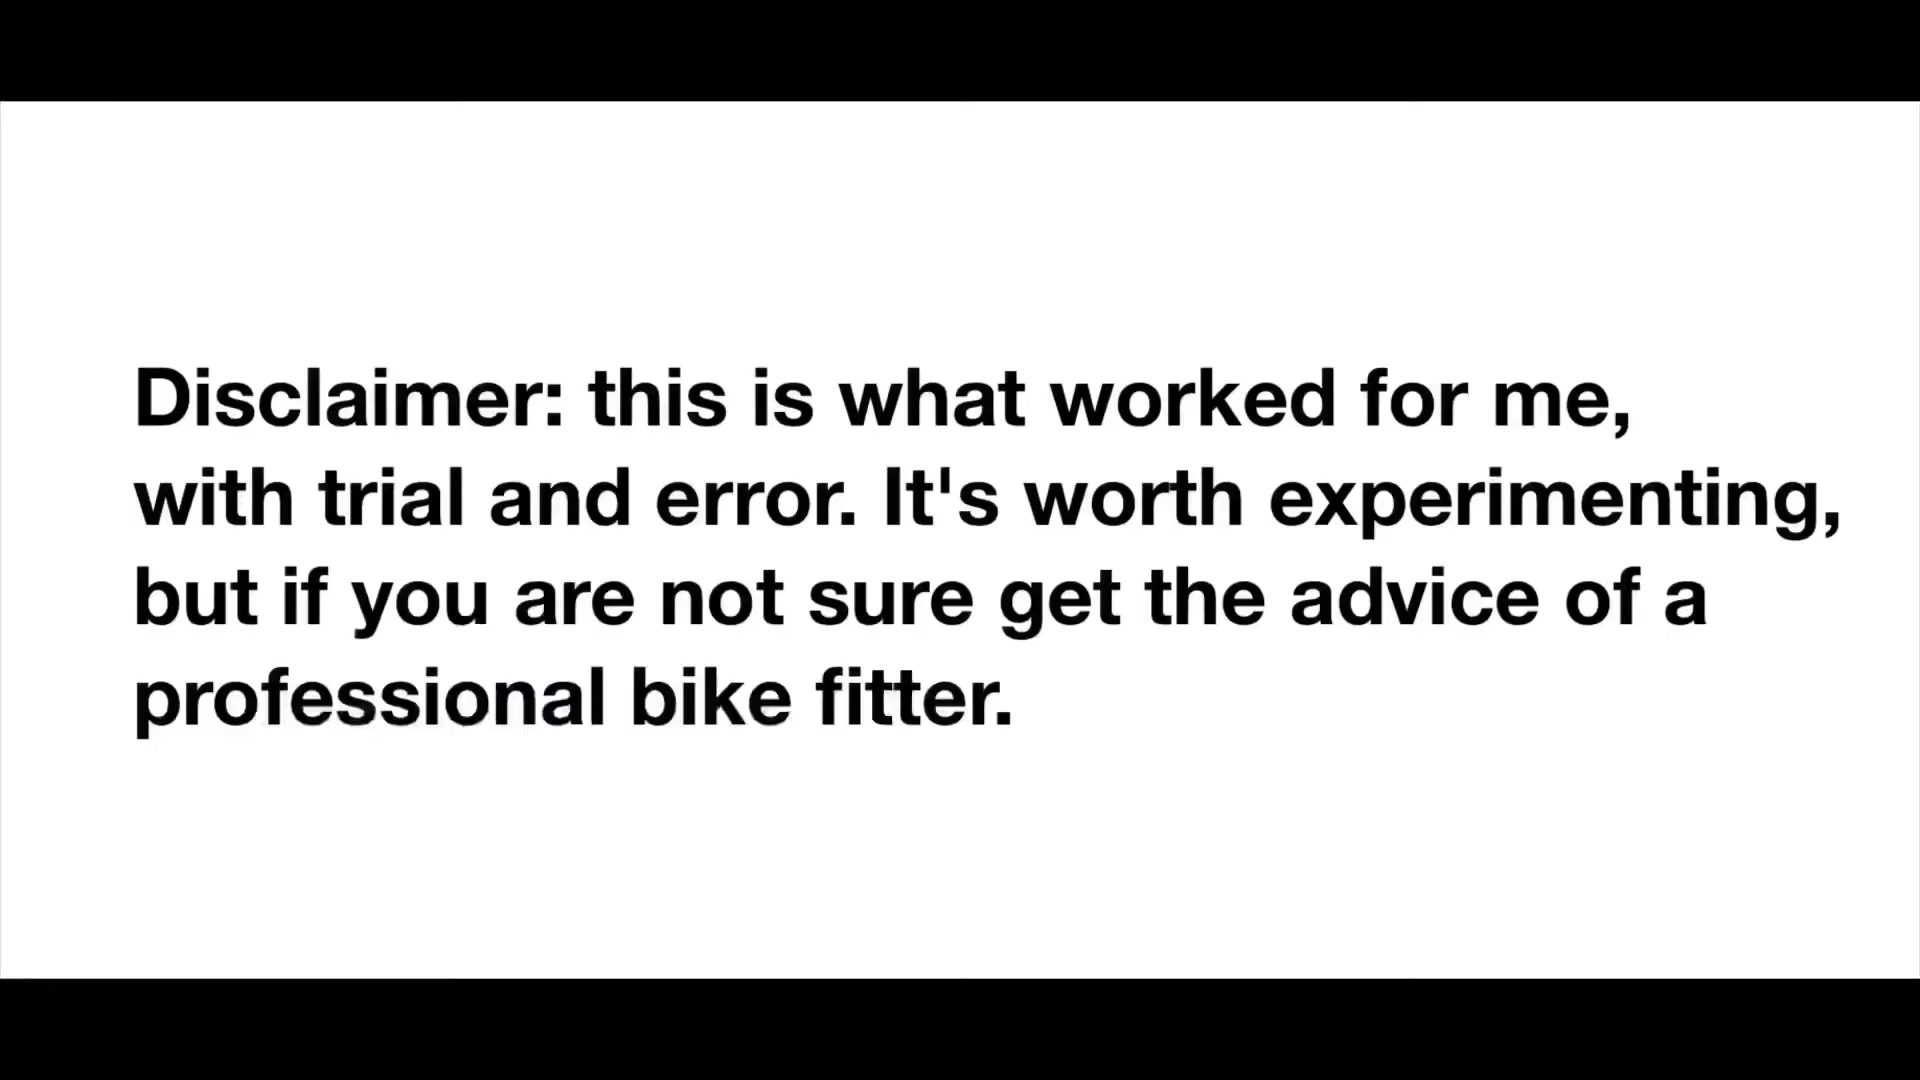 Disclaimer: this is what worked for me,
with trial and error. It's worth experimenting,
but if you are not sure get the advice of a
professional bike fitter.